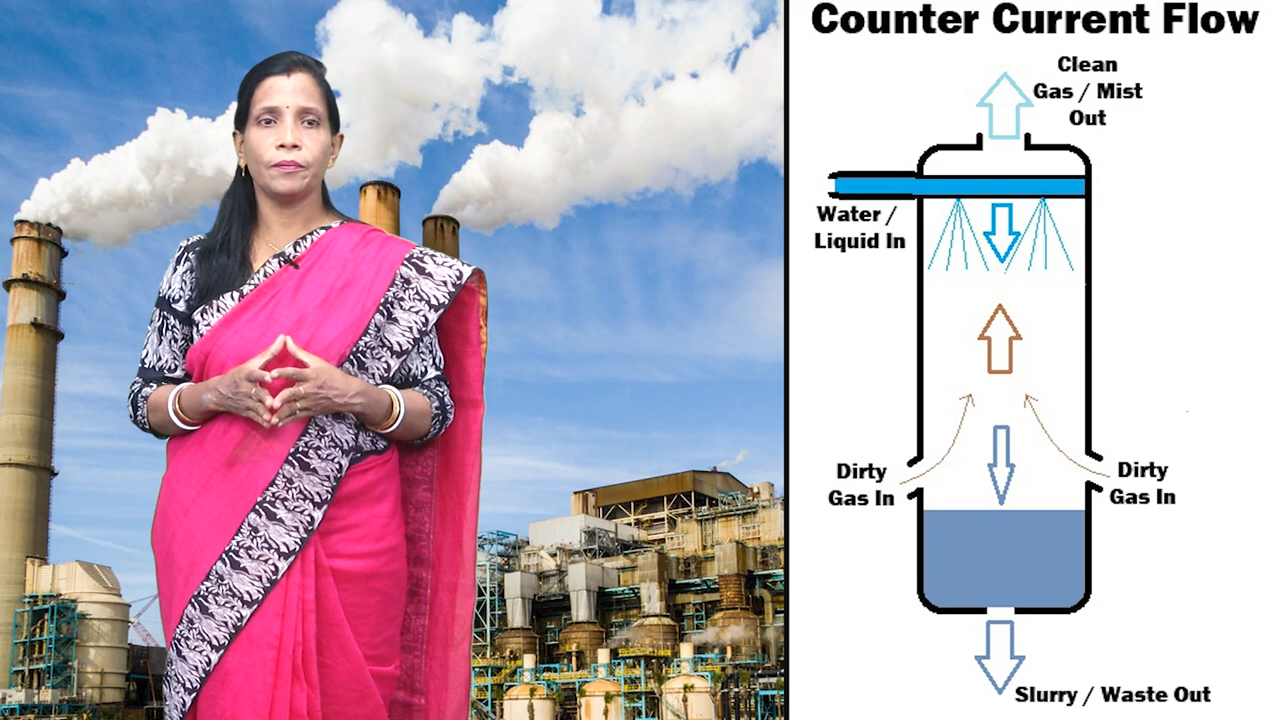 Counter Current Flow
Clean
Gas / Mist
Out
Water /
Liquid In
Dirty
Gas In
Dirty
Gas In
Slurry / Waste Out